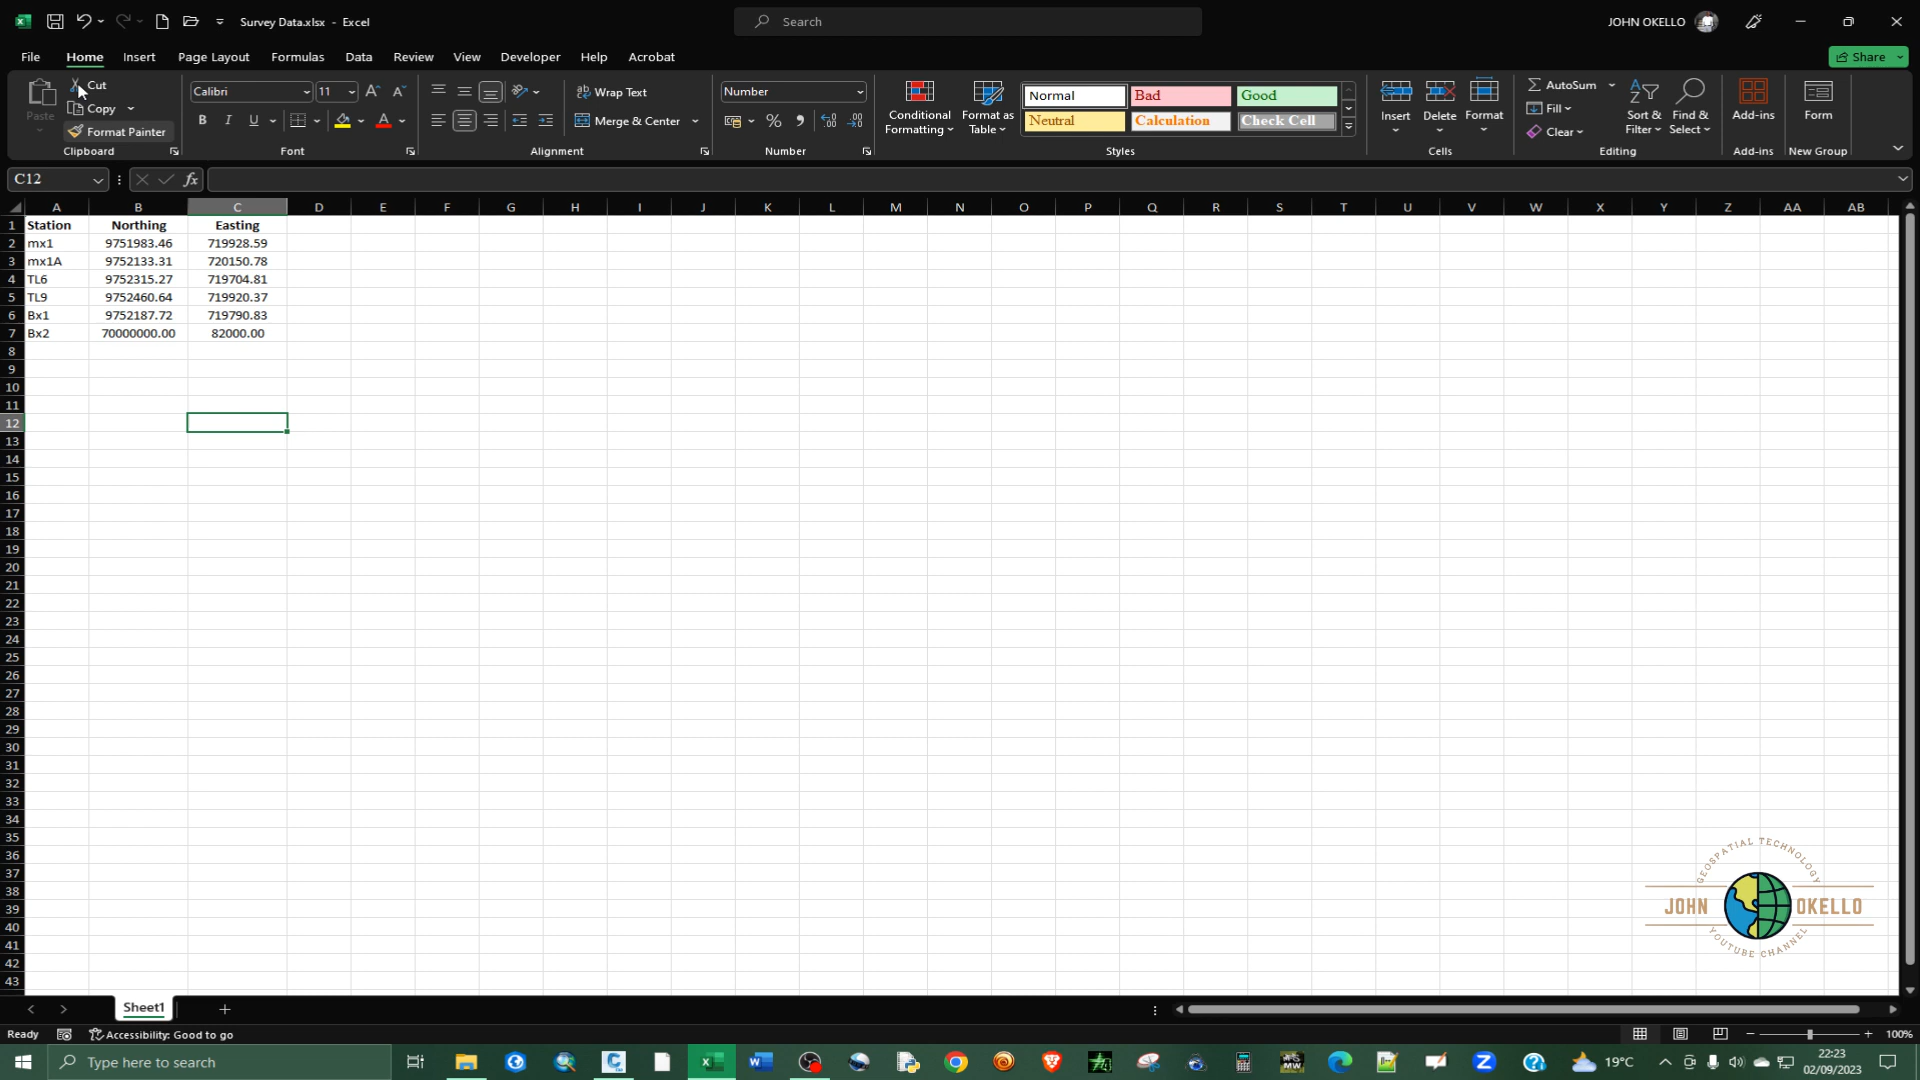 Survey Data.xlsx - Excel
Search
JOHN OKELLO
File Home Insert Page Layout Formulas Data Review View Developer Help Acrobat
Share
Paste
Cut
Copy
Format Painter
Clipboard
Calibri 11
B I U
Font
Wrap Text
Merge & Center
Alignment
Number
% ,
Number
Conditional
Formatting
Format as
Table
Normal Bad Good
Neutral Calculation Check Cell
Styles
Insert Delete Format
Cells
AutoSum
Fill
Clear
Sort &
Filter
Find &
Select
Editing
Add-ins
Add-ins
Form
New Group
C12
fx
A B C D E F G H I J K L M N O P Q R S T U V W X Y Z AA AB
1 Station Northing Easting
2 mx1 9751983.46 719928.59
3 mx1A 9752133.31 720150.78
4 TL6 9752315.27 719704.81
5 TL9 9752460.64 719920.37
6 Bx1 9752187.72 719790.83
7 Bx2 70000000.00 82000.00
8
9
10
11
12
13
14
15
16
17
18
19
20
21
22
23
24
25
26
27
28
29
30
31
32
33
34
35
36
37
38
39
40
41
42
43
GEOSPATIAL TECHNOLOGY
JOHN OKELLO
YOUTUBE CHANNEL
Sheet1
Ready
Accessibility: Good to go
100%
Type here to search
19°C
22:23
02/09/2023